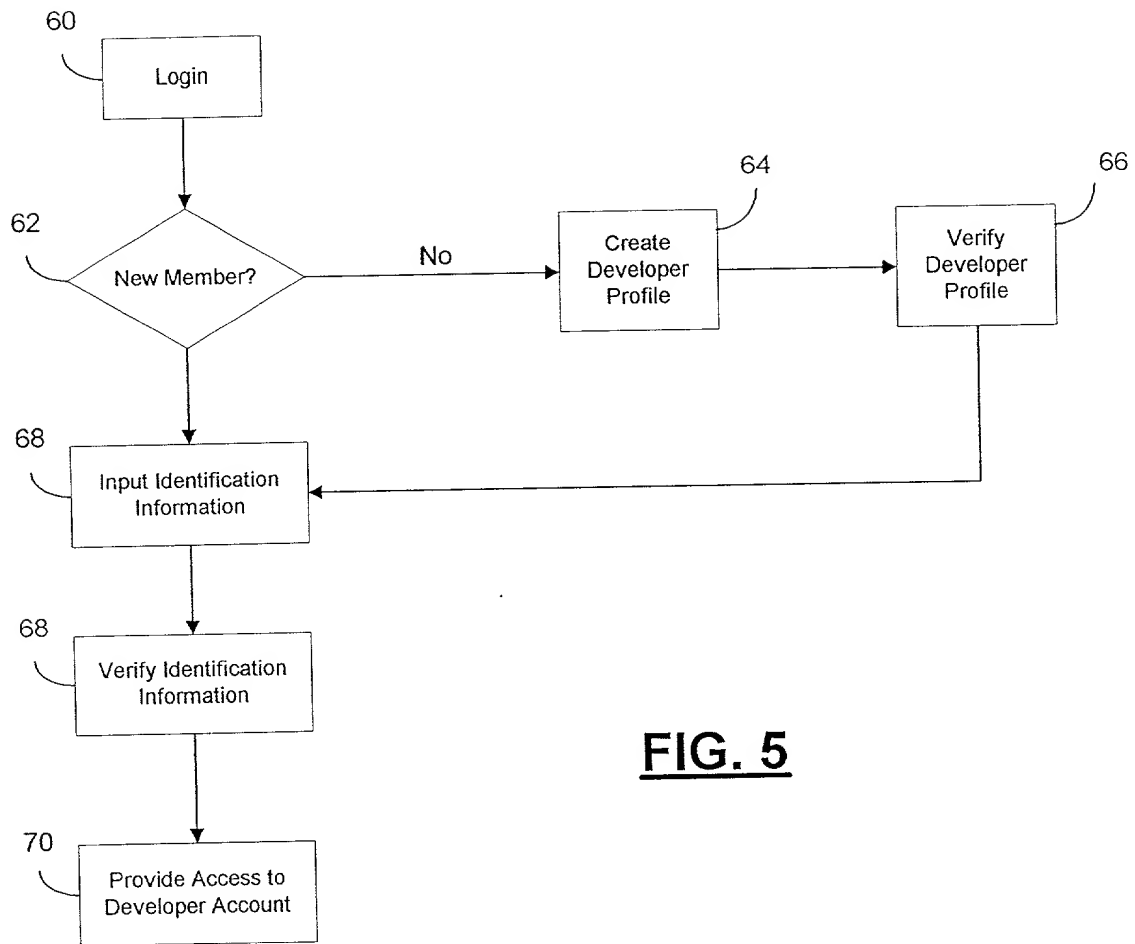 60
Login
62
New Member?
No
64
Create
Developer
Profile
66
Verify
Developer
Profile
68
Input Identification
Information
68
Verify Identification
Information
70
Provide Access to
Developer Account
FIG. 5